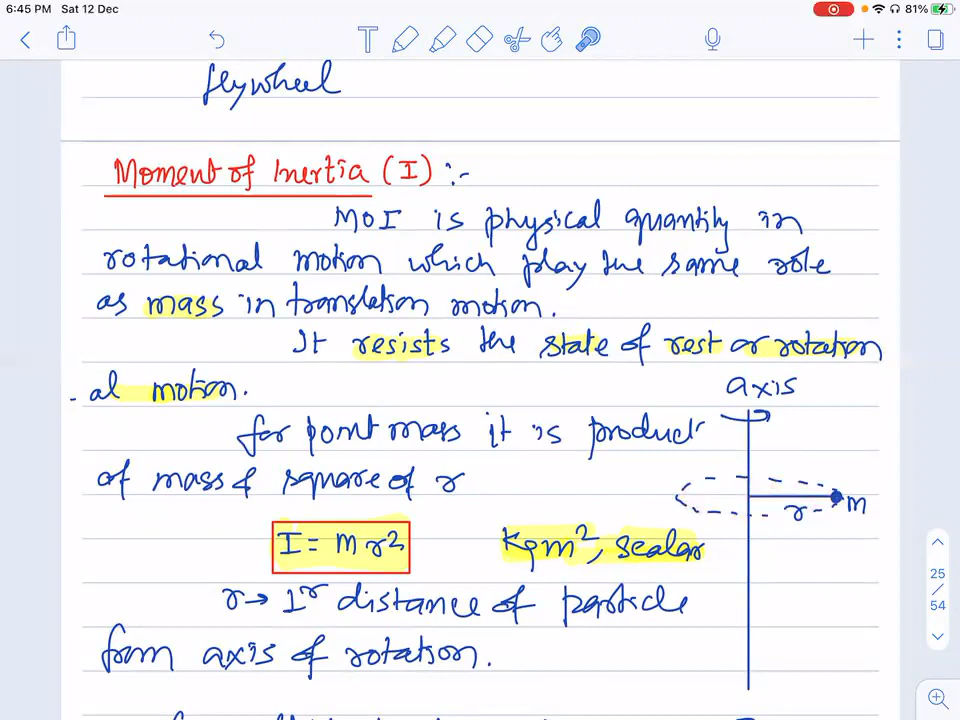 6:45 PM Sat 12 Dec
81%
T
flywheel
Moment of Inertia (I) :-
MOI is physical quantity in
rotational motion which play the same role
as mass in translation motion.
It resists the state of rest or rotation
- al motion.
axis
for point mass it is product
of mass & square of r
r
m
I = mr²
Kgm², scalar
r → ⊥r distance of particle
from axis of rotation.
25
/
54